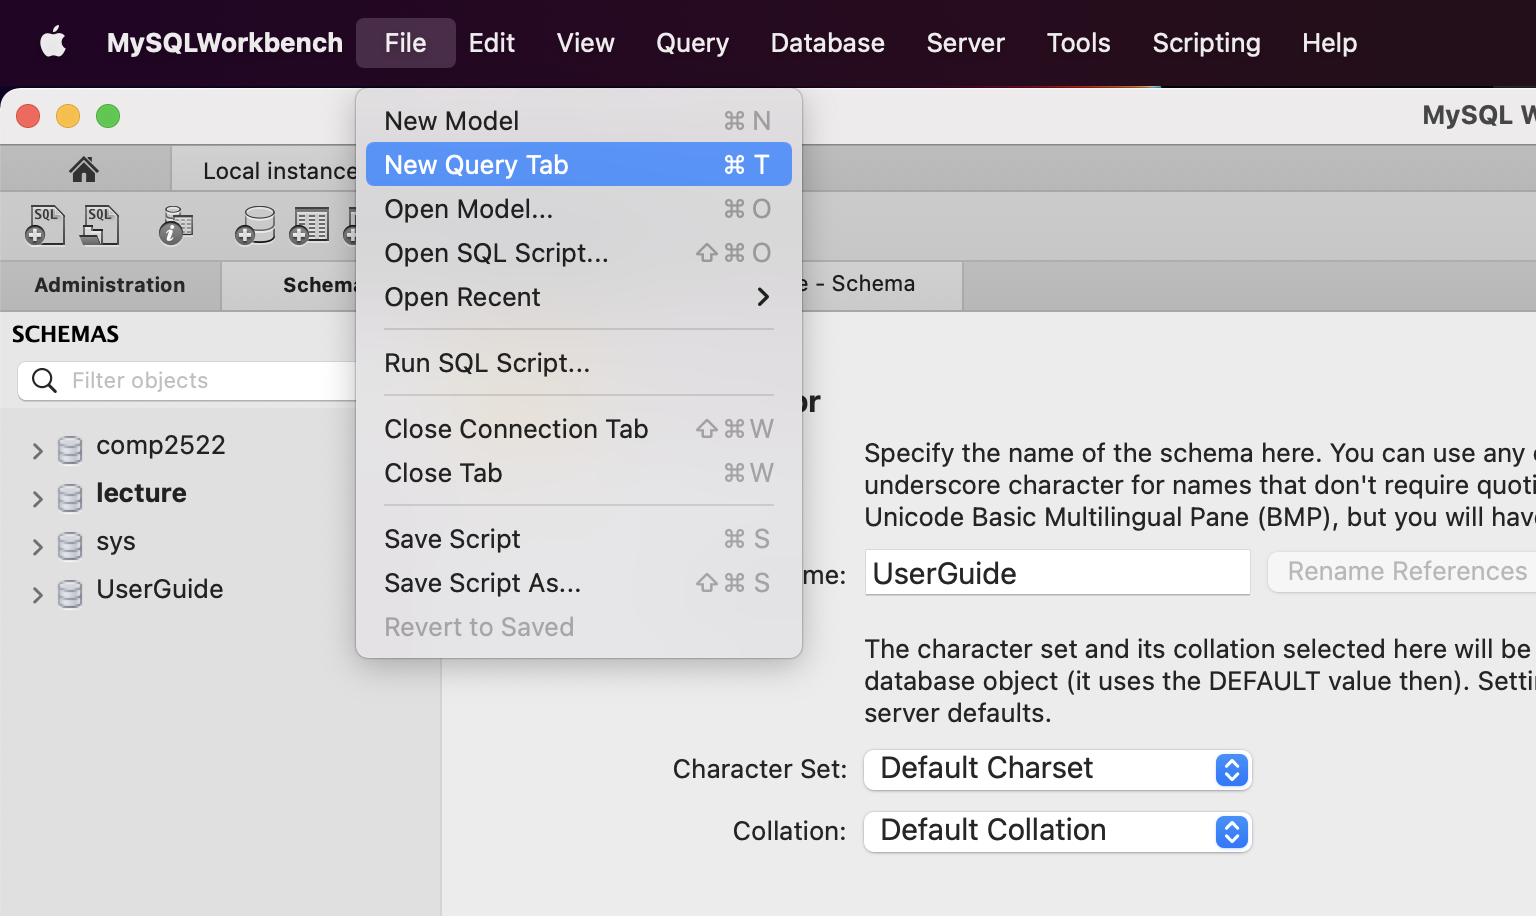 MySQLWorkbench File Edit View Query Database Server Tools Scripting Help
MySQL W
Local instance
SQL SQL
Administration Schema e - Schema
New Model ⌘ N
New Query Tab ⌘ T
Open Model... ⌘ O
Open SQL Script... ⇧ ⌘ O
Open Recent
Run SQL Script...
Close Connection Tab ⇧ ⌘ W
Close Tab ⌘ W
Save Script ⌘ S
Save Script As... ⇧ ⌘ S
Revert to Saved
SCHEMAS
Filter objects
comp2522
lecture
sys
UserGuide
or
Specify the name of the schema here. You can use any
underscore character for names that don't require quoti
Unicode Basic Multilingual Pane (BMP), but you will hav
me: UserGuide Rename References
The character set and its collation selected here will be
database object (it uses the DEFAULT value then). Setti
server defaults.
Character Set: Default Charset
Collation: Default Collation